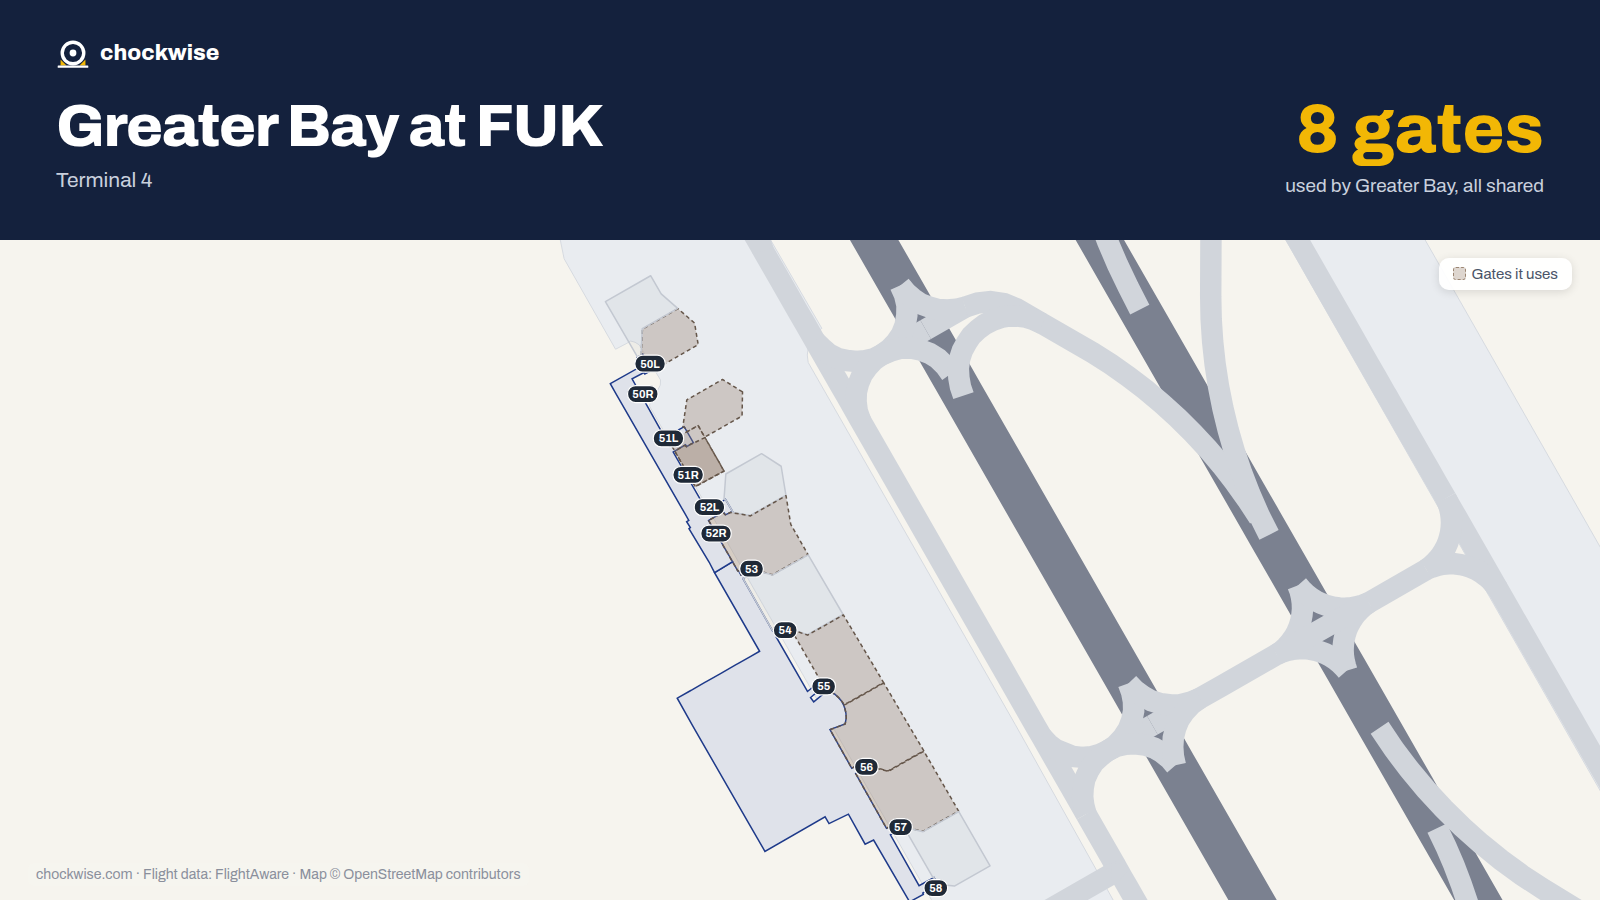 chockwise
Greater Bay at FUK
Terminal 4
8 gates
used by Greater Bay, all shared
Gates it uses
50L
50R
51L
51R
52L
52R
53
54
55
56
57
58
chockwise.com · Flight data: FlightAware · Map © OpenStreetMap contributors